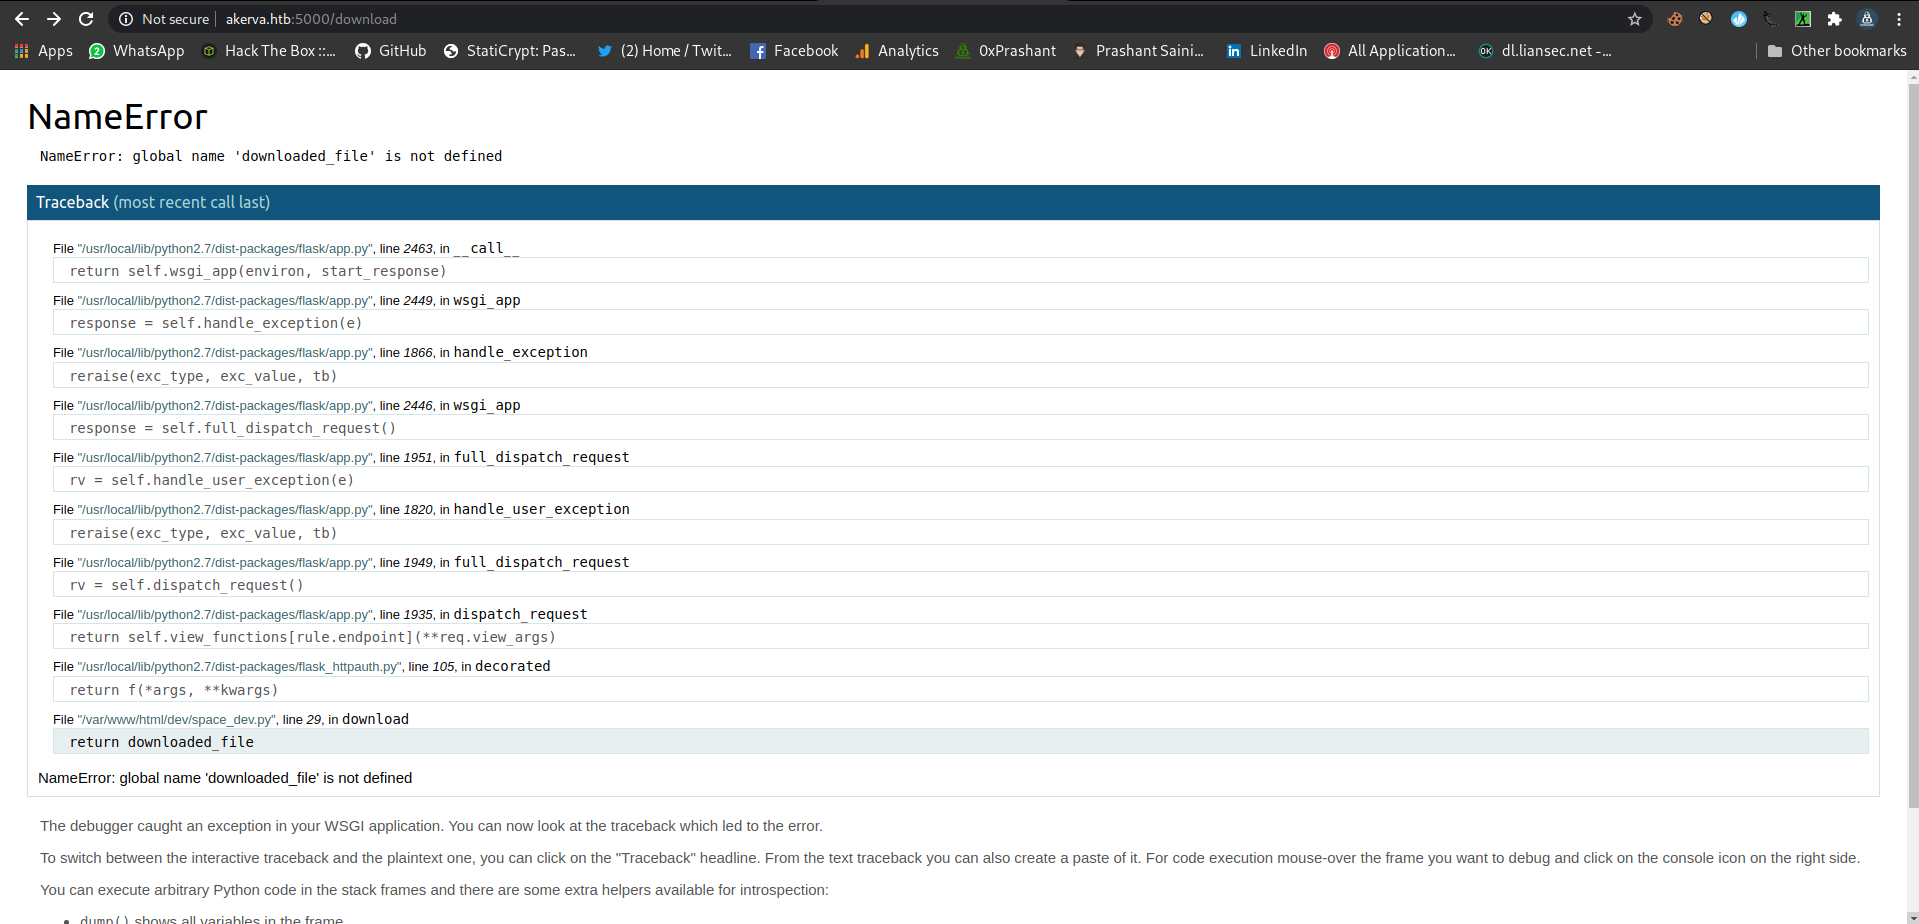 Not secure akerva.htb:5000/download
Apps WhatsApp Hack The Box ::... GitHub StatiCrypt: Pas... (2) Home / Twit... Facebook Analytics 0xPrashant Prashant Saini... LinkedIn All Application... dl.liansec.net -... Other bookmarks
NameError
NameError: global name 'downloaded_file' is not defined
Traceback (most recent call last)
File "/usr/local/lib/python2.7/dist-packages/flask/app.py", line 2463, in __call__
return self.wsgi_app(environ, start_response)
File "/usr/local/lib/python2.7/dist-packages/flask/app.py", line 2449, in wsgi_app
response = self.handle_exception(e)
File "/usr/local/lib/python2.7/dist-packages/flask/app.py", line 1866, in handle_exception
reraise(exc_type, exc_value, tb)
File "/usr/local/lib/python2.7/dist-packages/flask/app.py", line 2446, in wsgi_app
response = self.full_dispatch_request()
File "/usr/local/lib/python2.7/dist-packages/flask/app.py", line 1951, in full_dispatch_request
rv = self.handle_user_exception(e)
File "/usr/local/lib/python2.7/dist-packages/flask/app.py", line 1820, in handle_user_exception
reraise(exc_type, exc_value, tb)
File "/usr/local/lib/python2.7/dist-packages/flask/app.py", line 1949, in full_dispatch_request
rv = self.dispatch_request()
File "/usr/local/lib/python2.7/dist-packages/flask/app.py", line 1935, in dispatch_request
return self.view_functions[rule.endpoint](**req.view_args)
File "/usr/local/lib/python2.7/dist-packages/flask_httpauth.py", line 105, in decorated
return f(*args, **kwargs)
File "/var/www/html/dev/space_dev.py", line 29, in download
return downloaded_file
NameError: global name 'downloaded_file' is not defined
The debugger caught an exception in your WSGI application. You can now look at the traceback which led to the error.
To switch between the interactive traceback and the plaintext one, you can click on the "Traceback" headline. From the text traceback you can also create a paste of it. For code execution mouse-over the frame you want to debug and click on the console icon on the right side.
You can execute arbitrary Python code in the stack frames and there are some extra helpers available for introspection:
dump() shows all variables in the frame